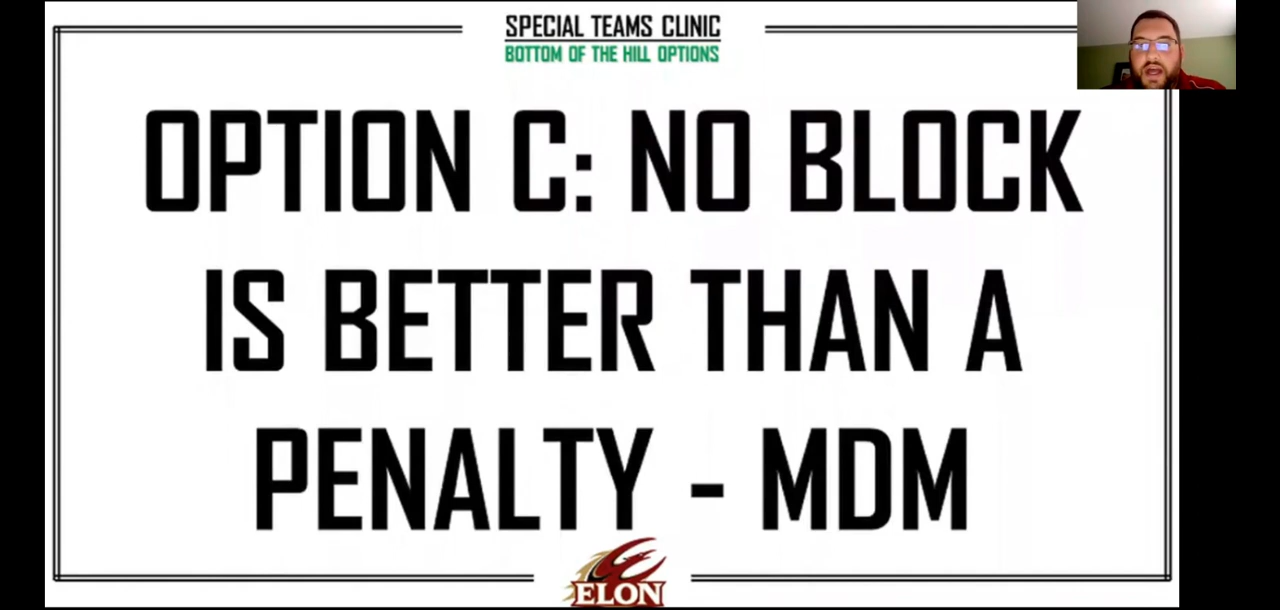 SPECIAL TEAMS CLINIC
BOTTOM OF THE HILL OPTIONS
OPTION C: NO BLOCK
IS BETTER THAN A
PENALTY - MDM
ELON